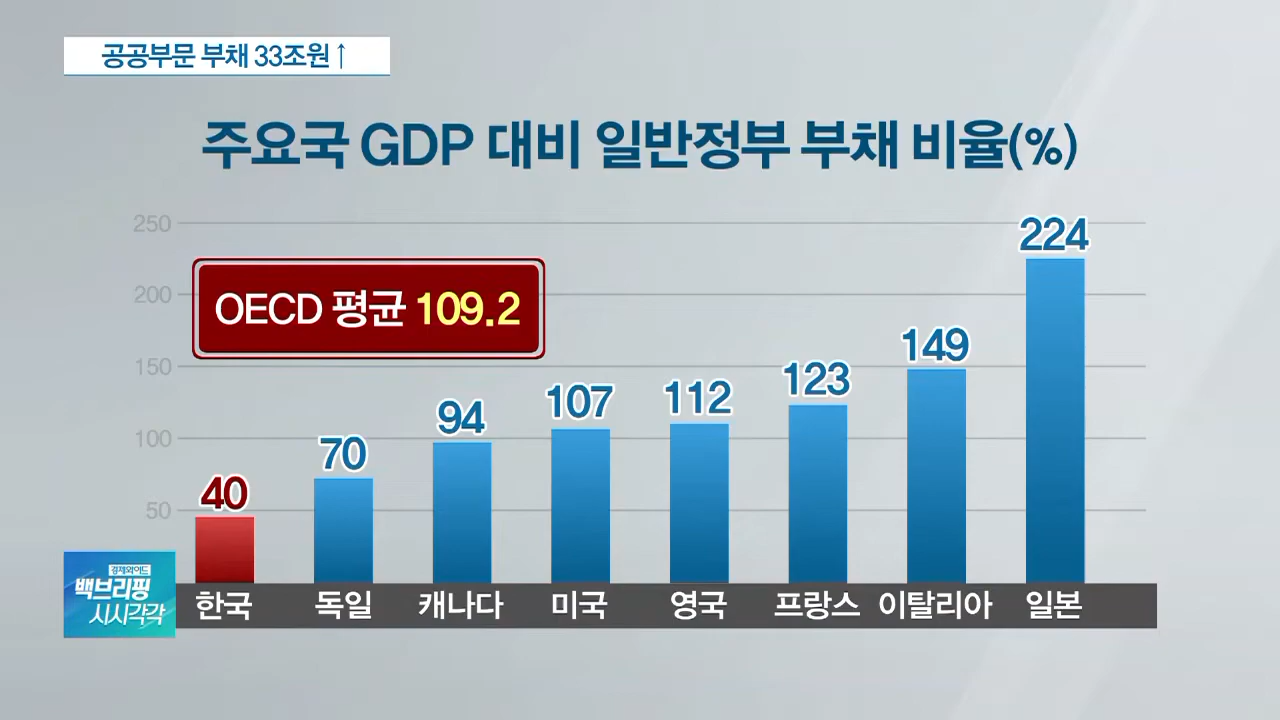 공공부문 부채 33조원↑
주요국 GDP 대비 일반정부 부채 비율(%)
250
200
150
100
50
OECD 평균 109.2
40
70
94
107
112
123
149
224
한국
독일
캐나다
미국
영국
프랑스
이탈리아
일본
경제와이드
백브리핑
시시각각